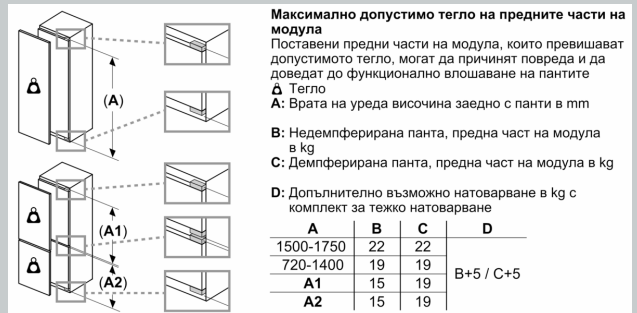 Максимално допустимо тегло на предните части на
модула
Поставени предни части на модула, които превишават
допустимото тегло, могат да причинят повреда и да
доведат до функционално влошаване на пантите
Тегло
A: Врата на уреда височина заедно с панти в mm
B: Недемпферирана панта, предна част на модула
в kg
C: Демпферирана панта, предна част на модула в kg
D: Допълнително възможно натоварване в kg с
комплект за тежко натоварване
A B C D
1500-1750 22 22
720-1400 19 19
B+5 / C+5
A1 15 19
A2 15 19
(A)
(A1)
(A2)